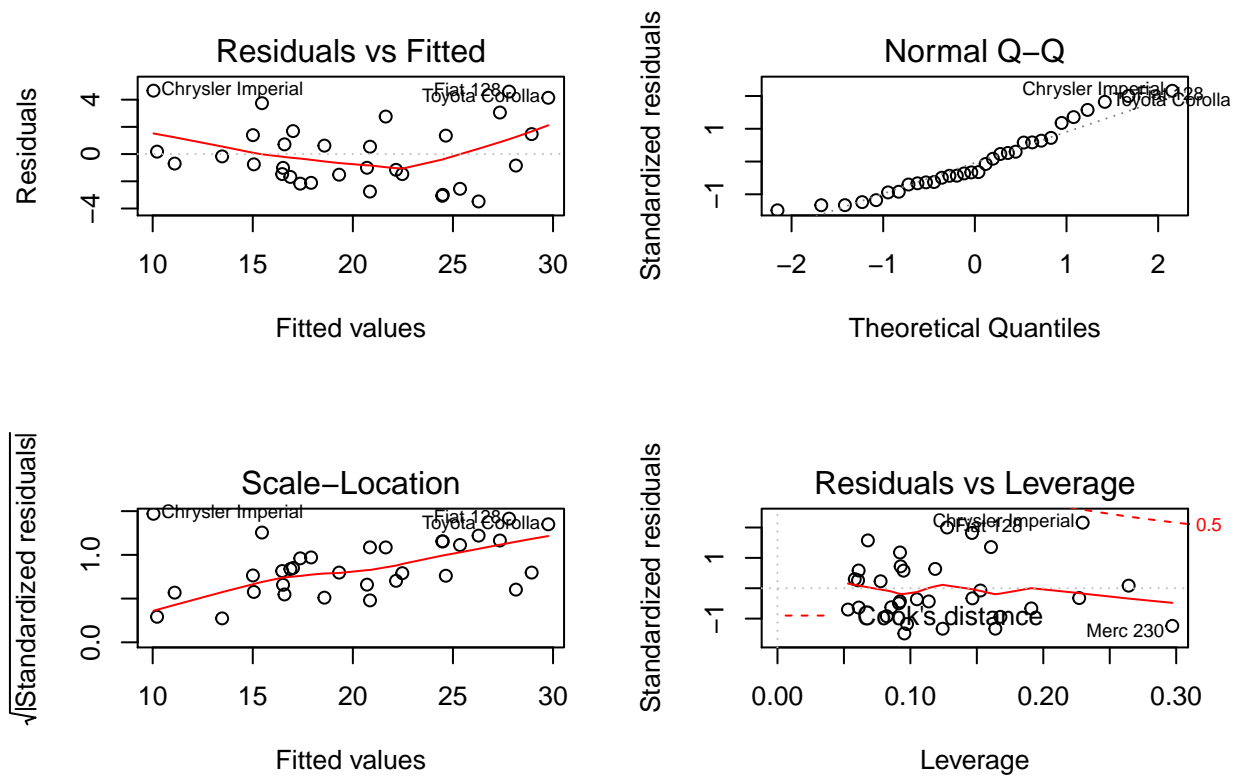 Residuals vs Fitted
Residuals
4
0
−4
Chrysler Imperial
Fiat 128
Toyota Corolla
10 15 20 25 30
Fitted values
Normal Q−Q
Standardized residuals
1
−1
Chrysler Imperial
Fiat 128
Toyota Corolla
−2 −1 0 1 2
Theoretical Quantiles
Scale−Location
√|Standardized residuals|
1.0
0.0
Chrysler Imperial
Fiat 128
Toyota Corolla
10 15 20 25 30
Fitted values
Residuals vs Leverage
Standardized residuals
1
−1
Chrysler Imperial
Fiat 128
0.5
Cook's distance
Merc 230
0.00 0.10 0.20 0.30
Leverage